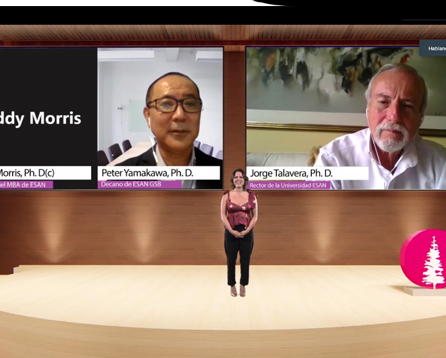 Habland
ddy Morris
Morris, Ph. D(c)
el MBA de ESAN
Peter Yamakawa, Ph. D.
Decano de ESAN GSB
Jorge Talavera, Ph. D.
Rector de la Universidad ESAN